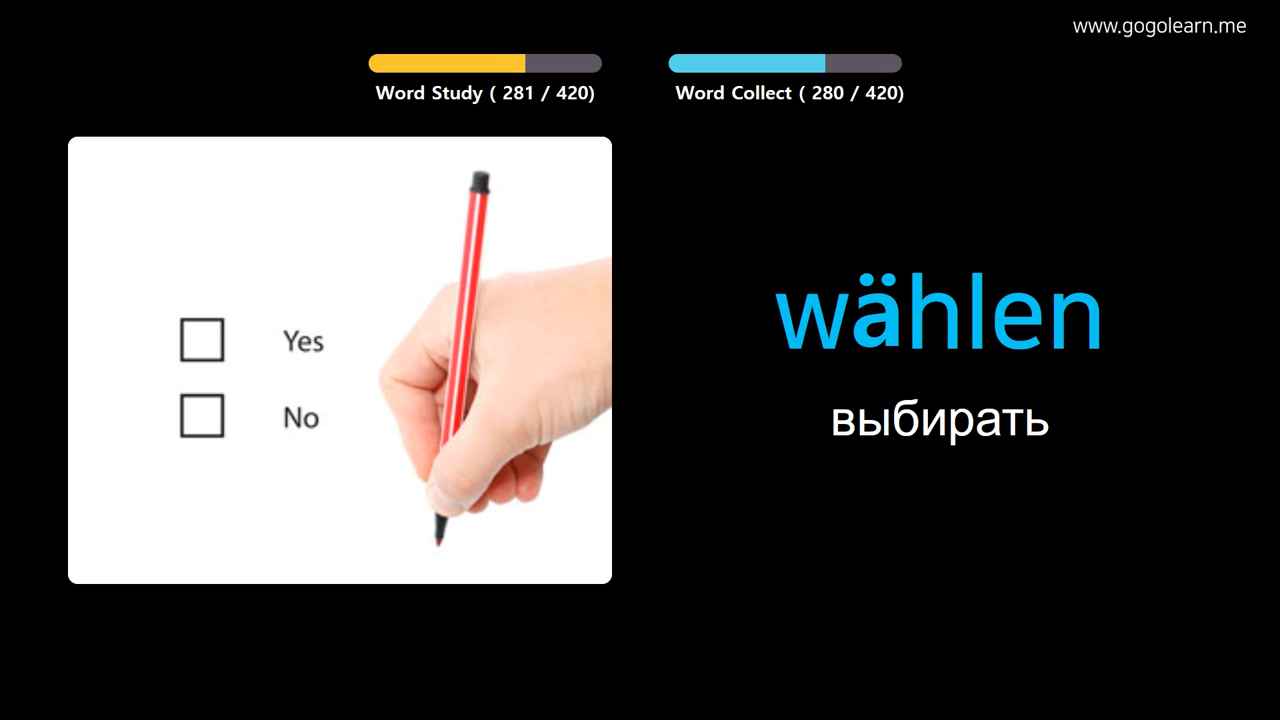 www.gogolearn.me
Word Study ( 281 / 420)
Word Collect ( 280 / 420)
Yes
No
wählen
выбирать